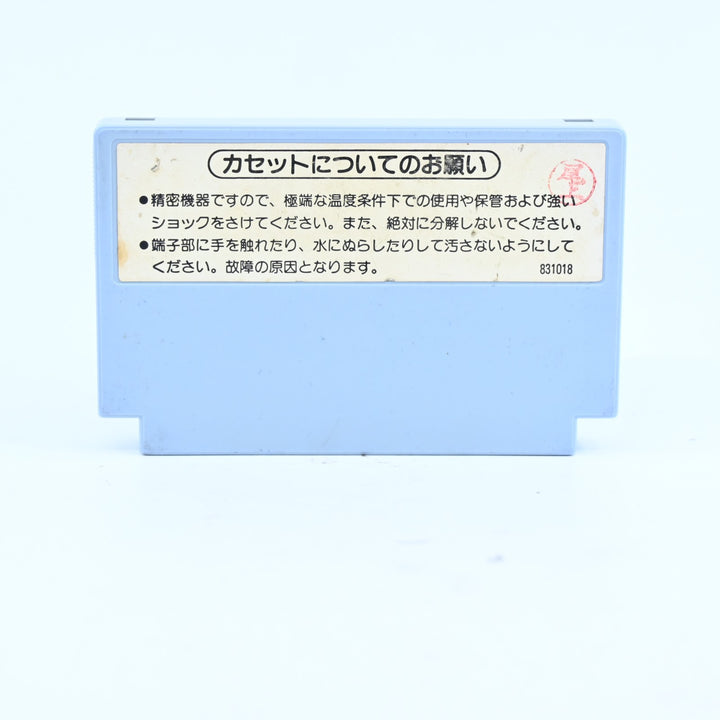 カセットについてのお願い
●精密機器ですので、極端な温度条件下での使用や保管および強い
ショックをさけてください。また、絶対に分解しないでください。
●端子部に手を触れたり、水にぬらしたりして汚さないようにして
ください。故障の原因となります。
831018